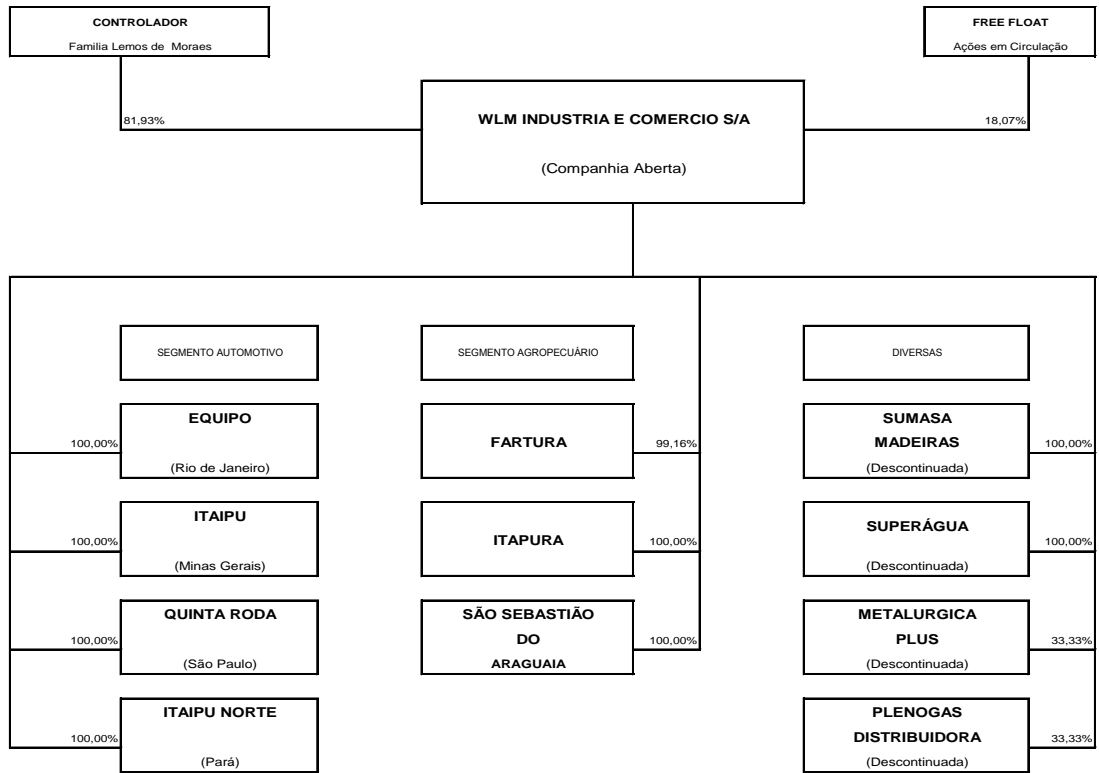 CONTROLADOR
Familia Lemos de Moraes
FREE FLOAT
Ações em Circulação
81,93%
WLM INDUSTRIA E COMERCIO S/A
(Companhia Aberta)
18,07%
SEGMENTO AUTOMOTIVO
EQUIPO
(Rio de Janeiro)
100,00%
ITAIPU
(Minas Gerais)
100,00%
QUINTA RODA
(São Paulo)
100,00%
ITAIPU NORTE
(Pará)
100,00%
SEGMENTO AGROPECUÁRIO
FARTURA
99,16%
ITAPURA
100,00%
SÃO SEBASTIÃO
DO
ARAGUAIA
100,00%
DIVERSAS
SUMASA
MADEIRAS
(Descontinuada)
100,00%
SUPERÁGUA
(Descontinuada)
100,00%
METALURGICA
PLUS
(Descontinuada)
33,33%
PLENOGAS
DISTRIBUIDORA
(Descontinuada)
33,33%